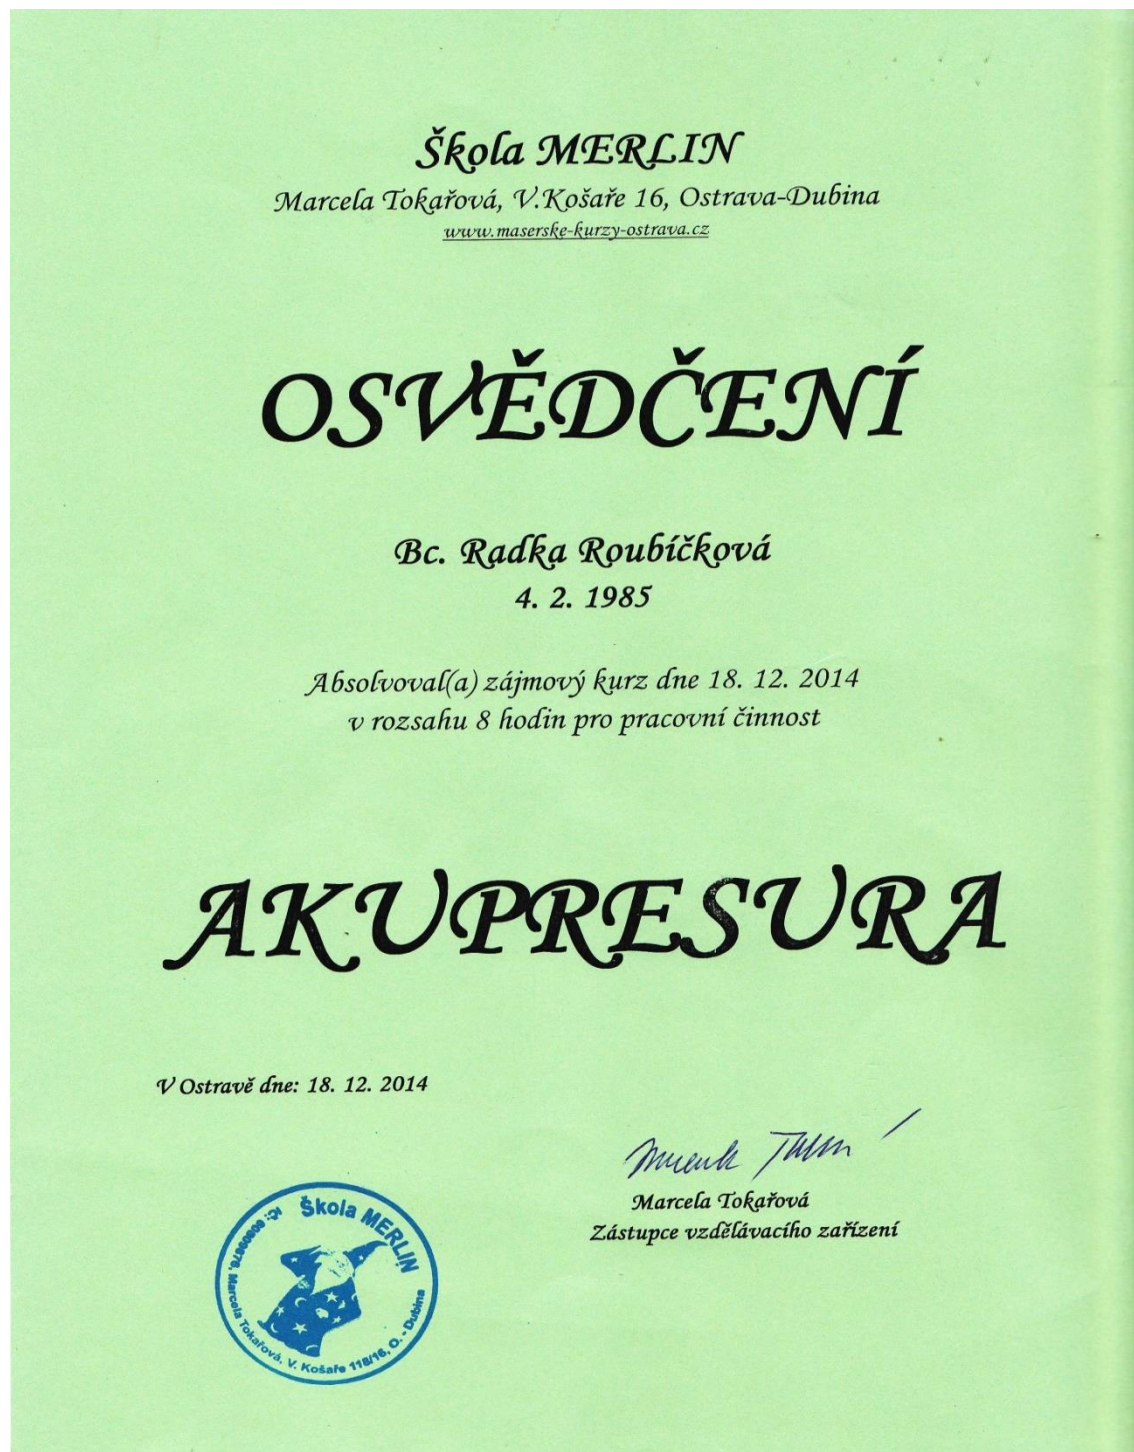 Škola MERLIN
Marcela Tokařová, V.Košaře 16, Ostrava-Dubina
www.maserske-kurzy-ostrava.cz
OSVĚDČENÍ
Bc. Radka Roubíčková
4. 2. 1985
Absolvoval(a) zájmový kurz dne 18. 12. 2014
v rozsahu 8 hodin pro pracovní činnost
AKUPRESURA
V Ostravě dne: 18. 12. 2014
Marcela Tokařová
Zástupce vzdělávacího zařízení
Škola MERLIN
Marcela Tokařová. V. Košaře 118/16, O. - Dubina